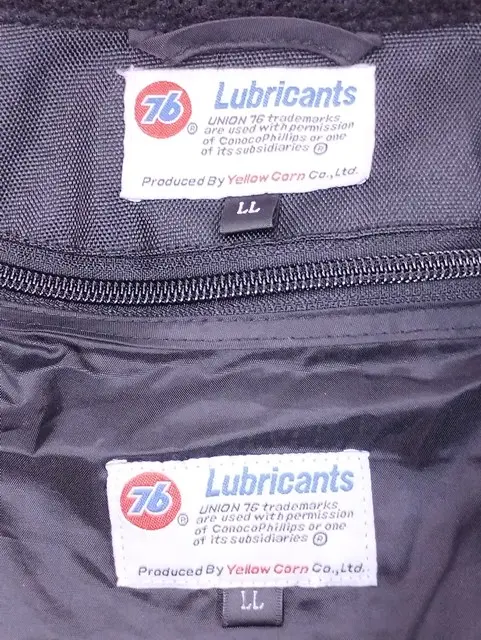 76® Lubricants
UNION 76 trademarks
are used with permission
of ConocoPhillips or one
of its subsidiaries ®
Produced By Yellow Corn Co.,Ltd.
LL
76® Lubricants
UNION 76 trademarks
are used with permission
of ConocoPhillips or one
of its subsidiaries ®
Produced By Yellow Corn Co.,Ltd.
LL